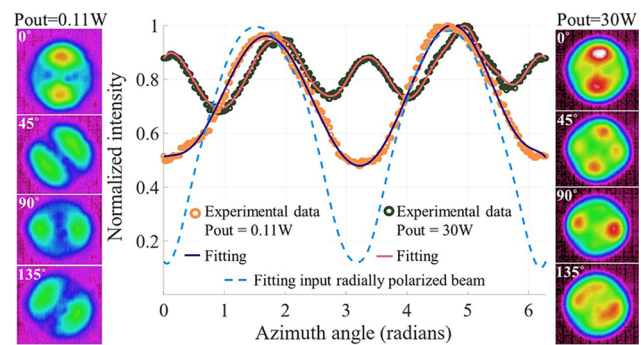 Pout=0.11W
Pout=30W
0°
45°
90°
135°
Normalized intensity
1
0.8
0.6
0.4
0.2
Experimental data
Pout = 0.11W
Fitting
Experimental data
Pout = 30W
Fitting
Fitting input radially polarized beam
0
1
2
3
4
5
6
Azimuth angle (radians)
0°
45°
90°
135°